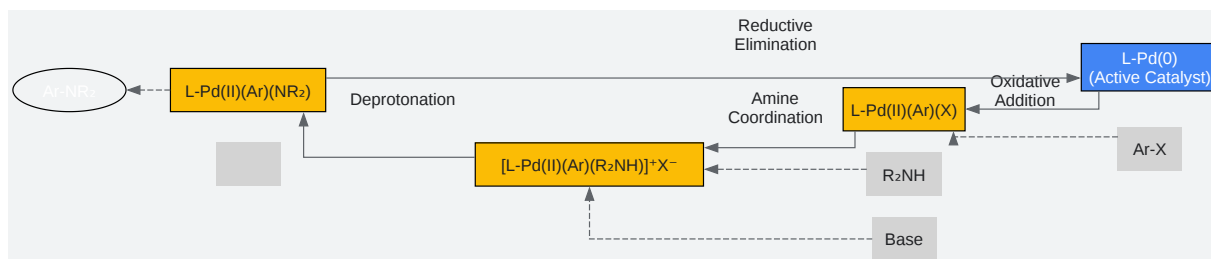 Reductive
Elimination
L-Pd(0)
(Active Catalyst)
Ar-NR₂
L-Pd(II)(Ar)(NR₂)
Deprotonation
Amine
Coordination
L-Pd(II)(Ar)(X)
Oxidative
Addition
[L-Pd(II)(Ar)(R₂NH)]⁺X⁻
R₂NH
Ar-X
Base